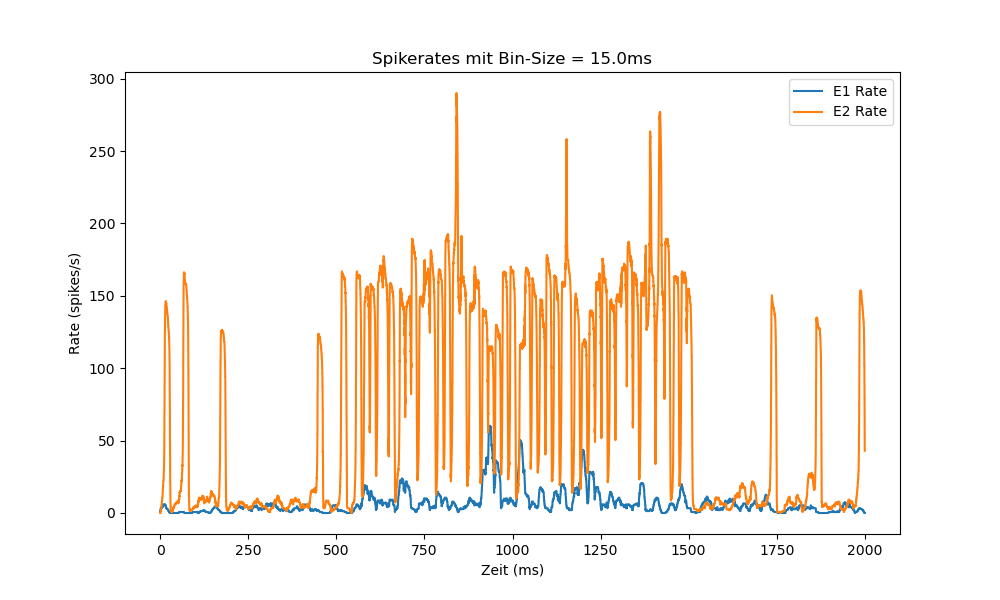 Spikerates mit Bin-Size = 15.0ms
E1 Rate
E2 Rate
Rate (spikes/s)
300
250
200
150
100
50
0
0 250 500 750 1000 1250 1500 1750 2000
Zeit (ms)